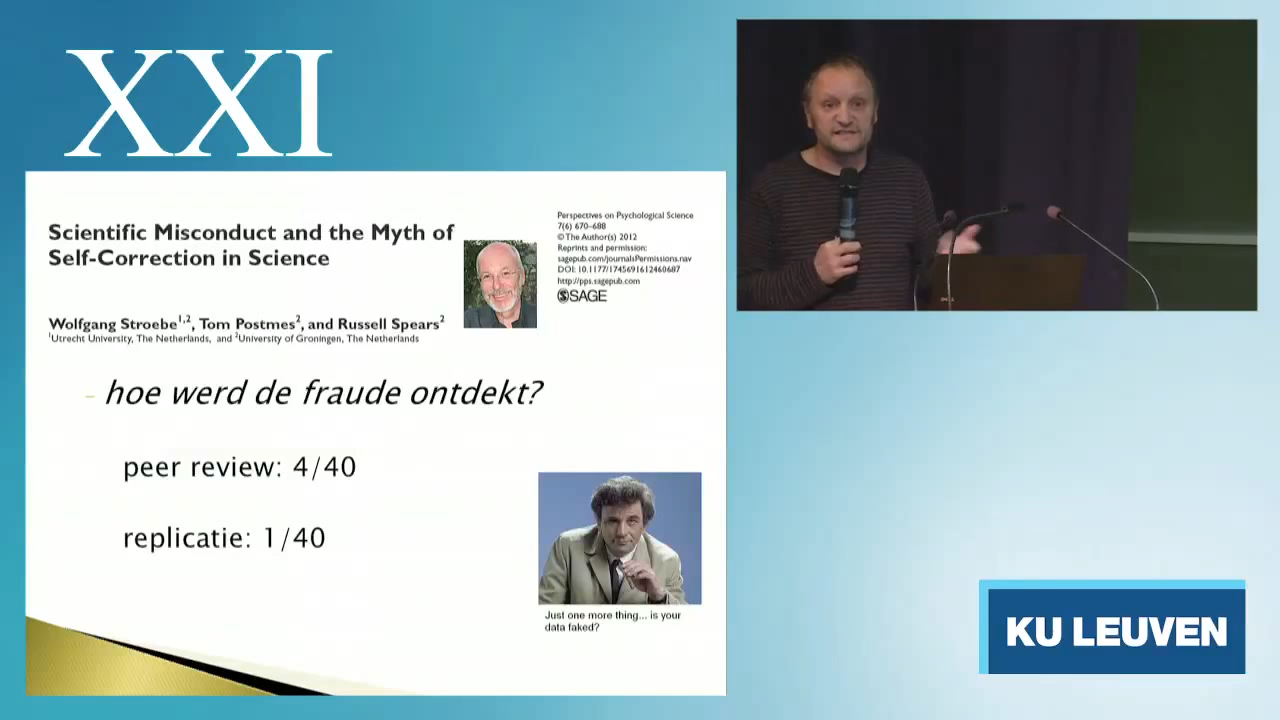 XXI
Scientific Misconduct and the Myth of
Self-Correction in Science
Perspectives on Psychological Science
7(6) 670–688
© The Author(s) 2012
Reprints and permission:
sagepub.com/journalsPermissions.nav
DOI: 10.1177/1745691612460687
http://pps.sagepub.com
SAGE
Wolfgang Stroebe1,2, Tom Postmes2, and Russell Spears2
1Utrecht University, The Netherlands, and 2University of Groningen, The Netherlands
– hoe werd de fraude ontdekt?
peer review: 4/40
replicatie: 1/40
Just one more thing... is your
data faked?
DELL
KU LEUVEN